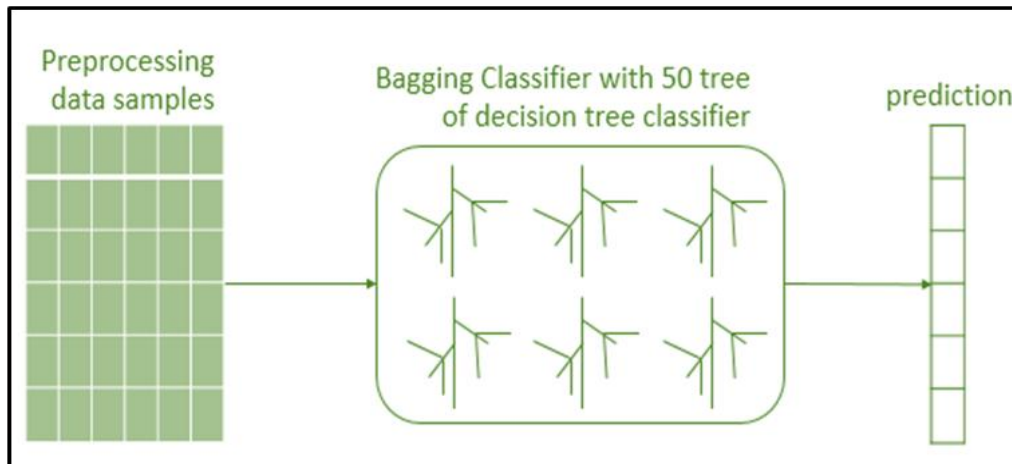 Preprocessing
data samples
Bagging Classifier with 50 tree
of decision tree classifier
prediction